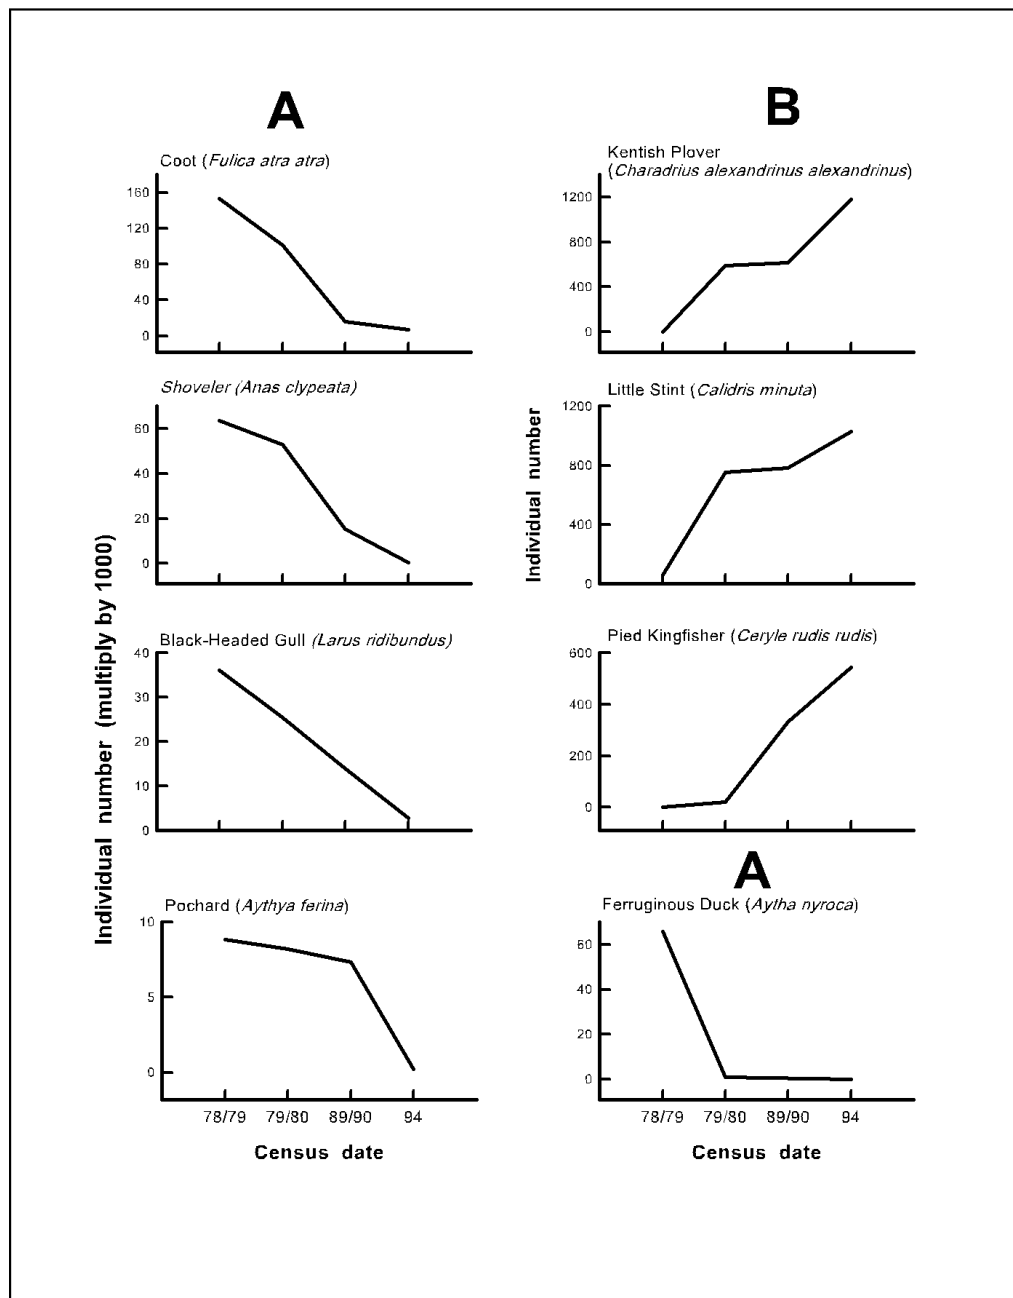 A
Coot (Fulica atra atra)
160
120
80
40
0
Shoveler (Anas clypeata)
60
40
20
0
Black-Headed Gull (Larus ridibundus)
40
30
20
10
0
Pochard (Aythya ferina)
10
5
0
78/79 79/80 89/90 94
Census date
Individual number (multiply by 1000)
B
Kentish Plover
(Charadrius alexandrinus alexandrinus)
1200
800
400
0
Little Stint (Calidris minuta)
1200
800
400
0
Individual number
Pied Kingfisher (Ceryle rudis rudis)
600
400
200
0
A
Ferruginous Duck (Aytha nyroca)
60
40
20
0
78/79 79/80 89/90 94
Census date